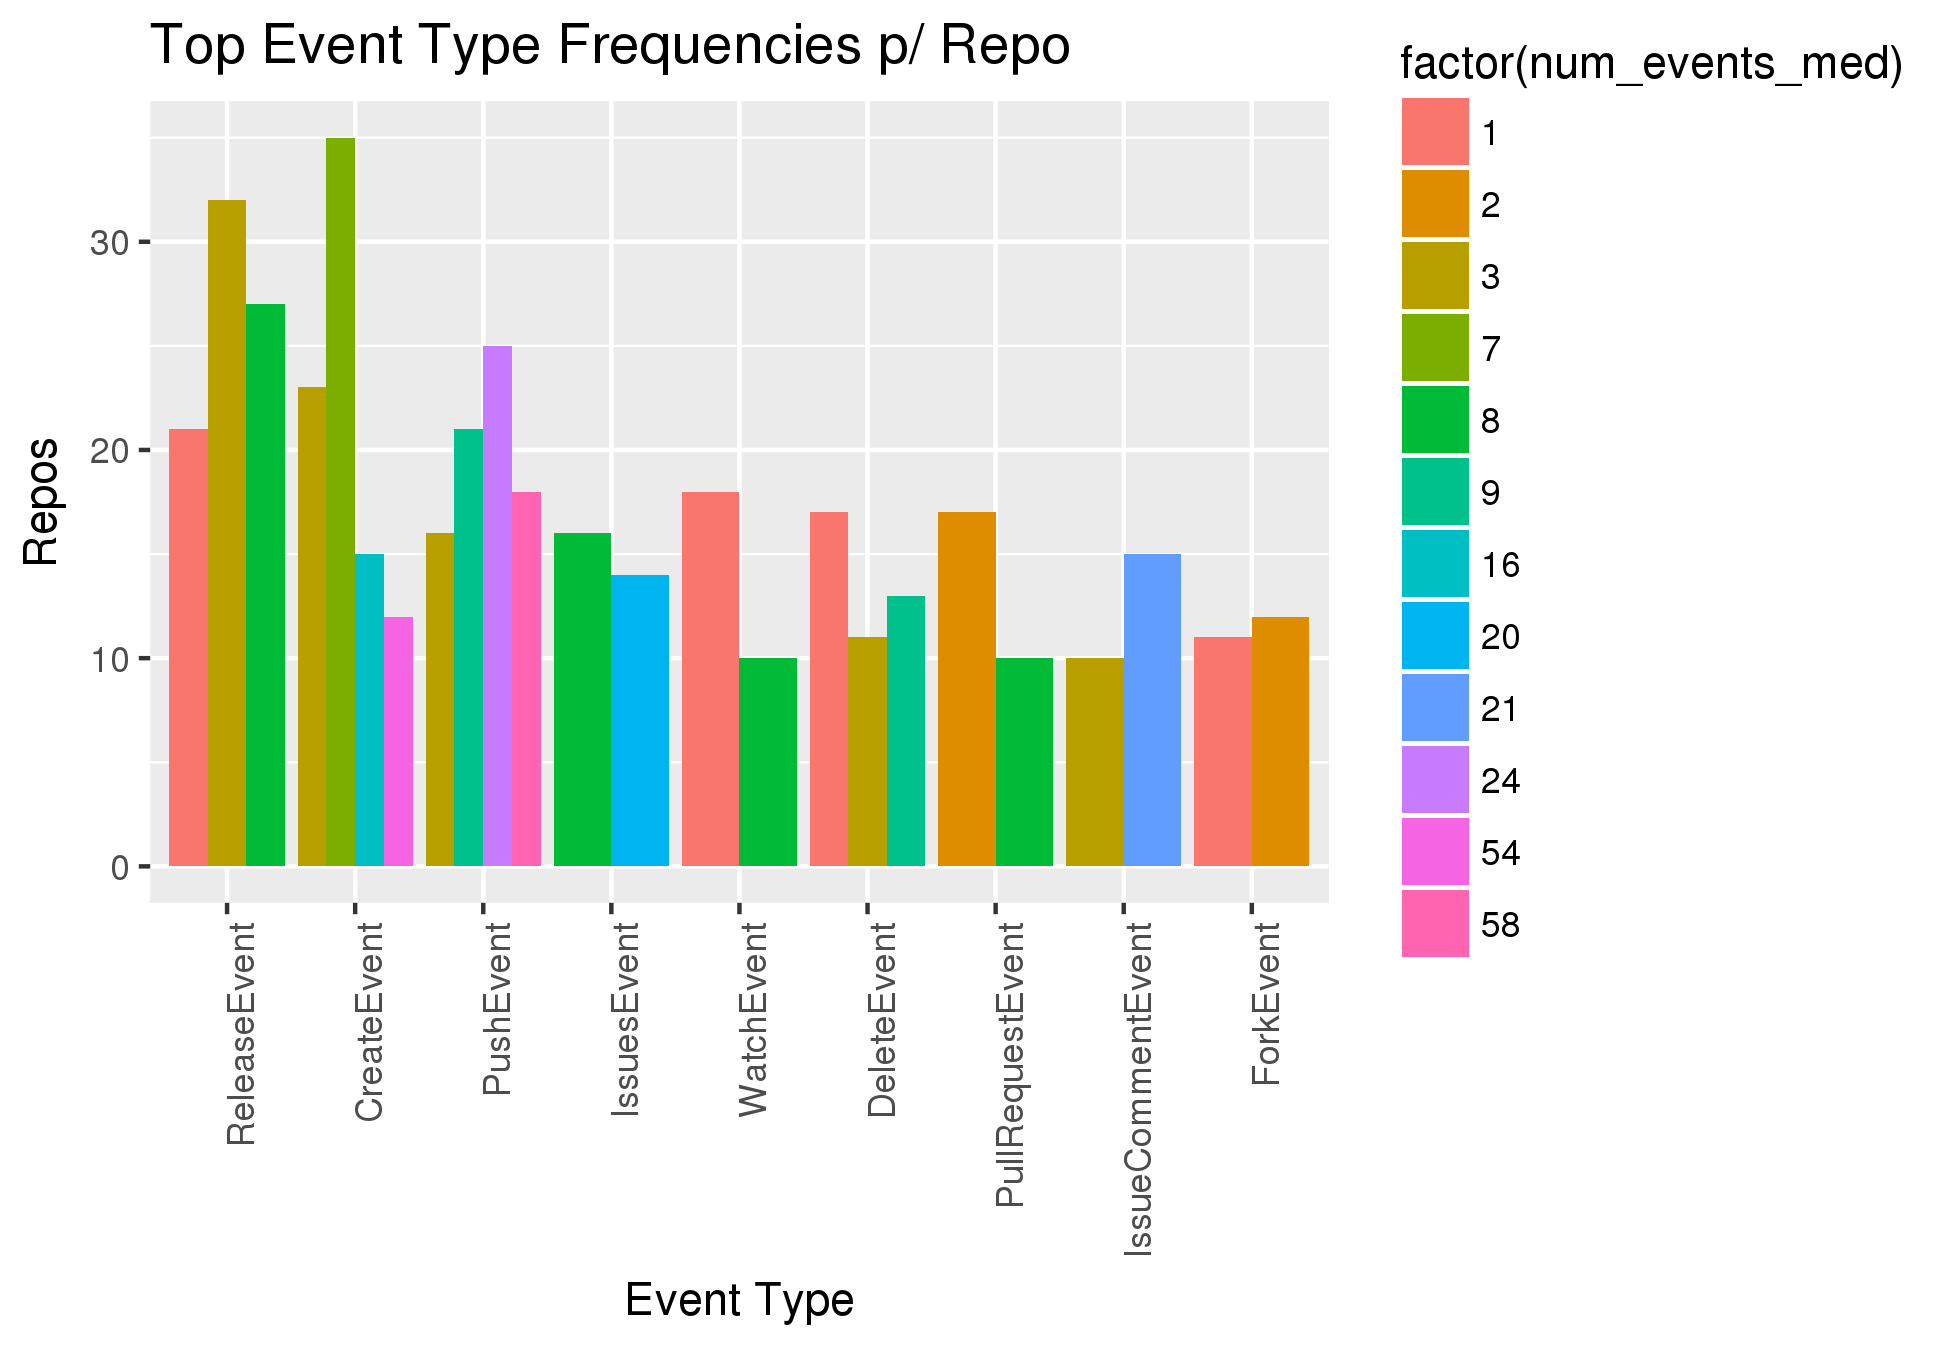 Top Event Type Frequencies p/ Repo
factor(num_events_med)
1
2
3
7
8
9
16
20
21
24
54
58
Repos
30
20
10
0
ReleaseEvent
CreateEvent
PushEvent
IssuesEvent
WatchEvent
DeleteEvent
PullRequestEvent
IssueCommentEvent
ForkEvent
Event Type